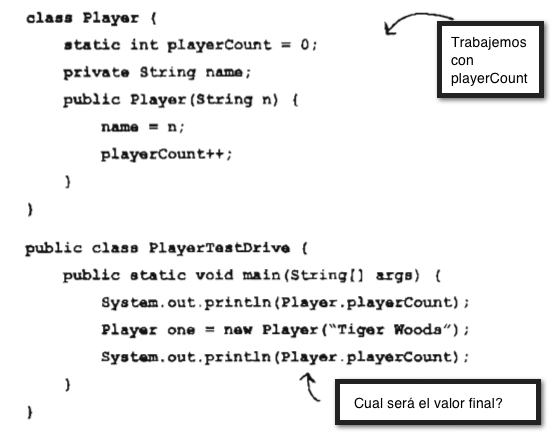 class Player {
static int playerCount = 0;
private String name;
public Player(String n) {
name = n;
playerCount++;
}
}
Trabajemos
con
playerCount
public class PlayerTestDrive {
public static void main(String[] args) {
System.out.println(Player.playerCount);
Player one = new Player("Tiger Woods");
System.out.println(Player.playerCount);
}
}
Cual será el valor final?